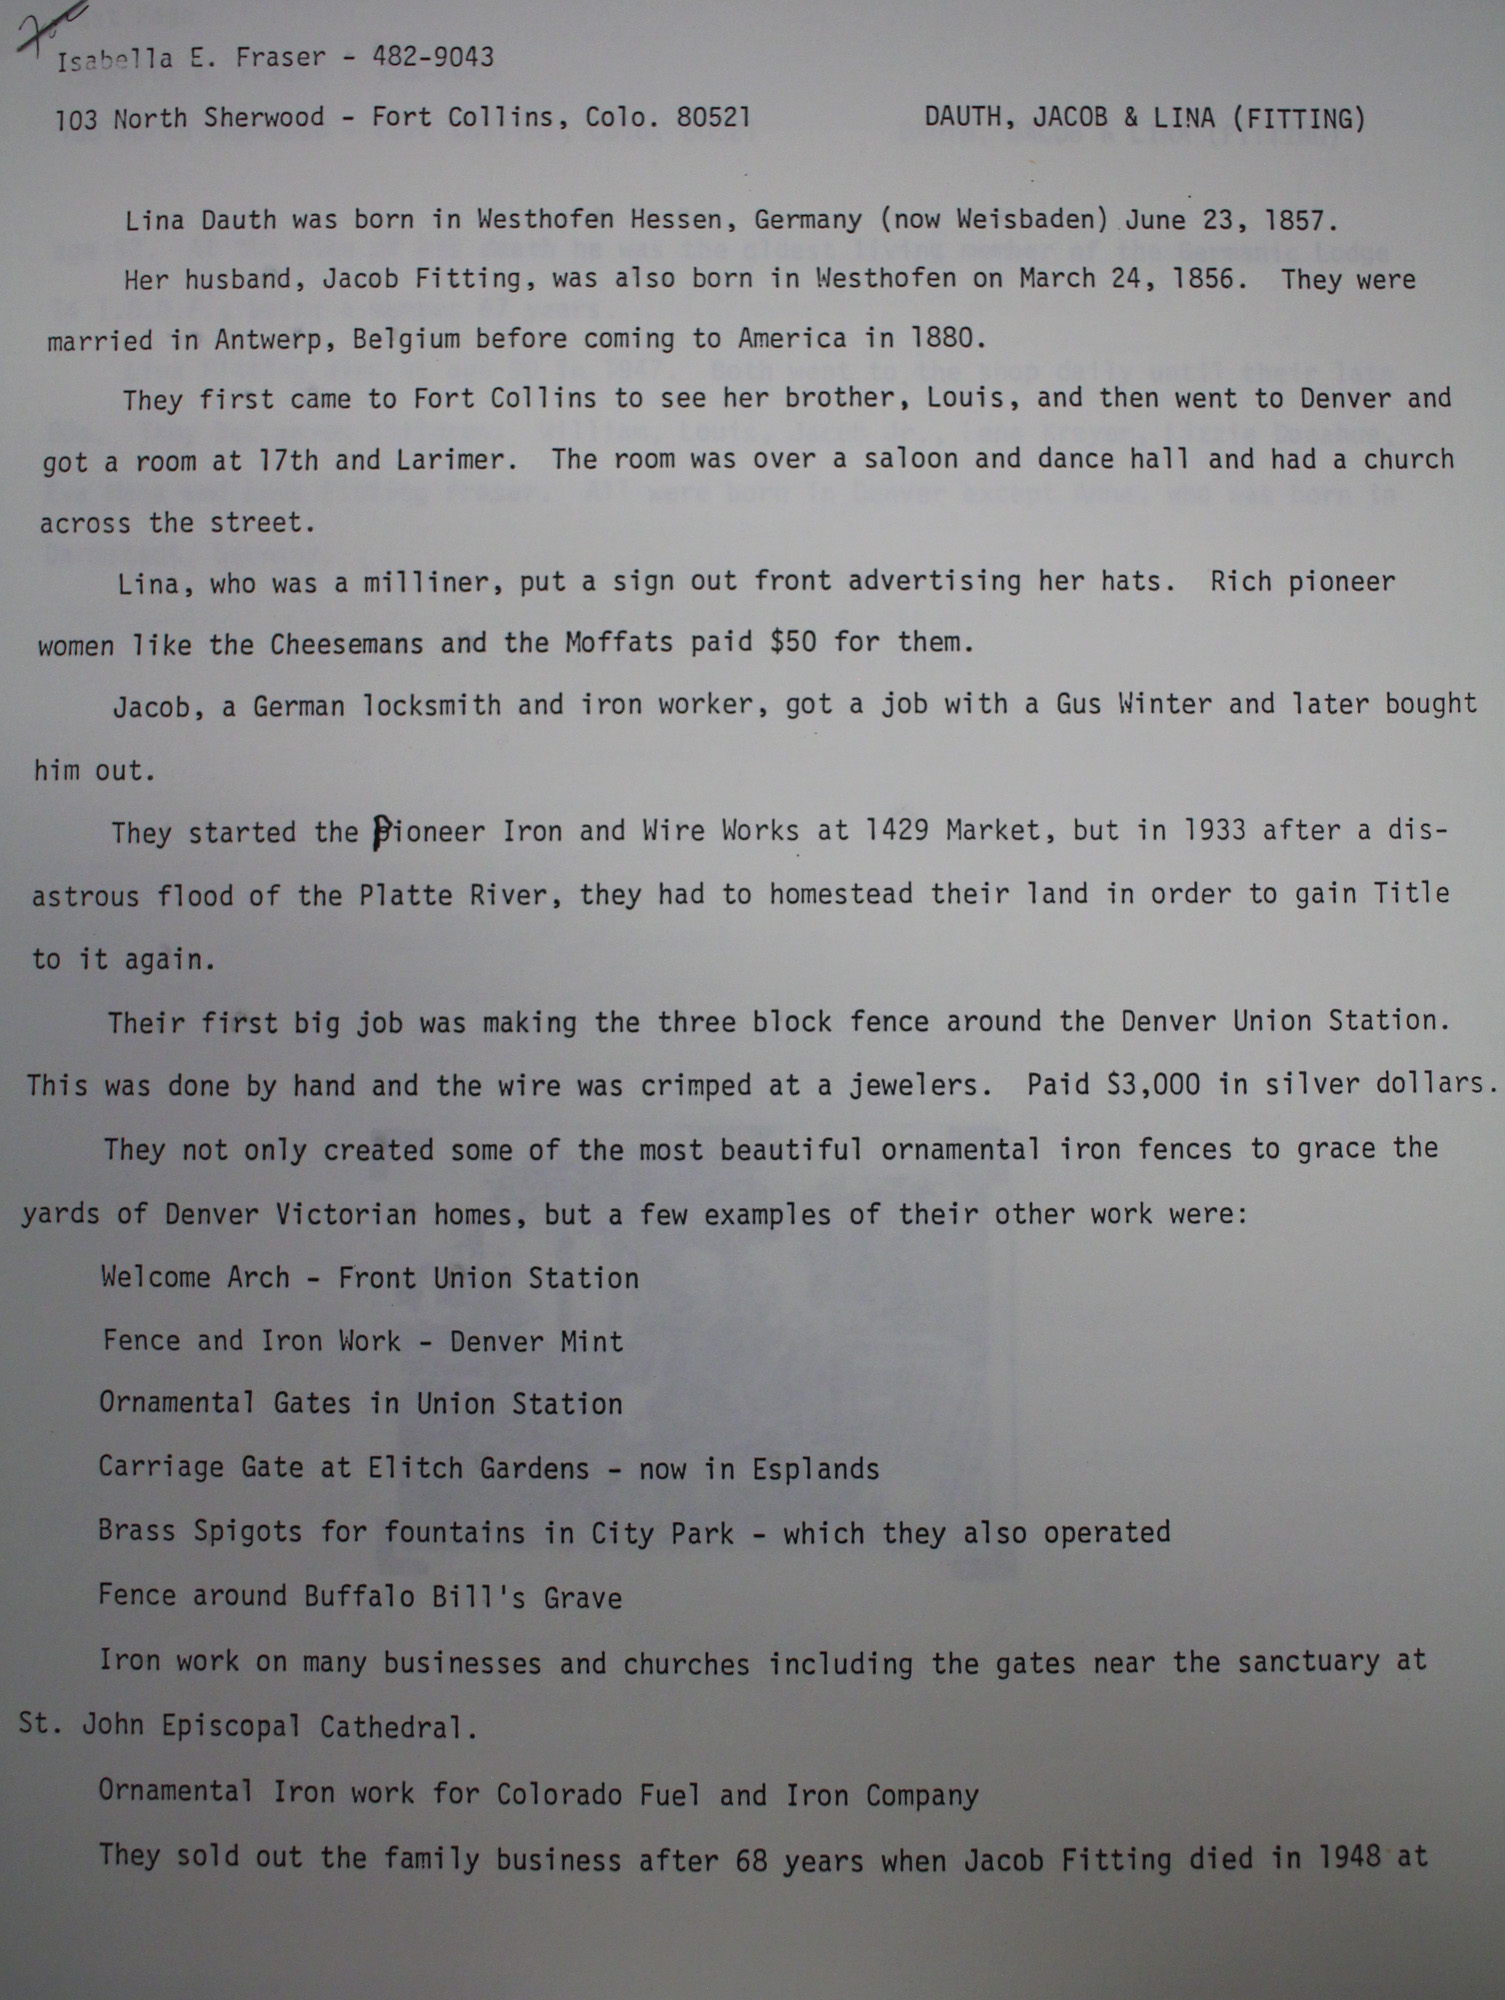 Isabella E. Fraser - 482-9043
103 North Sherwood - Fort Collins, Colo. 80521 DAUTH, JACOB & LINA (FITTING)
Lina Dauth was born in Westhofen Hessen, Germany (now Weisbaden) June 23, 1857.
Her husband, Jacob Fitting, was also born in Westhofen on March 24, 1856. They were
married in Antwerp, Belgium before coming to America in 1880.
They first came to Fort Collins to see her brother, Louis, and then went to Denver and
got a room at 17th and Larimer. The room was over a saloon and dance hall and had a church
across the street.
Lina, who was a milliner, put a sign out front advertising her hats. Rich pioneer
women like the Cheesemans and the Moffats paid $50 for them.
Jacob, a German locksmith and iron worker, got a job with a Gus Winter and later bought
him out.
They started the Pioneer Iron and Wire Works at 1429 Market, but in 1933 after a dis-
astrous flood of the Platte River, they had to homestead their land in order to gain Title
to it again.
Their first big job was making the three block fence around the Denver Union Station.
This was done by hand and the wire was crimped at a jewelers. Paid $3,000 in silver dollars.
They not only created some of the most beautiful ornamental iron fences to grace the
yards of Denver Victorian homes, but a few examples of their other work were:
Welcome Arch - Front Union Station
Fence and Iron Work - Denver Mint
Ornamental Gates in Union Station
Carriage Gate at Elitch Gardens - now in Esplands
Brass Spigots for fountains in City Park - which they also operated
Fence around Buffalo Bill's Grave
Iron work on many businesses and churches including the gates near the sanctuary at
St. John Episcopal Cathedral.
Ornamental Iron work for Colorado Fuel and Iron Company
They sold out the family business after 68 years when Jacob Fitting died in 1948 at